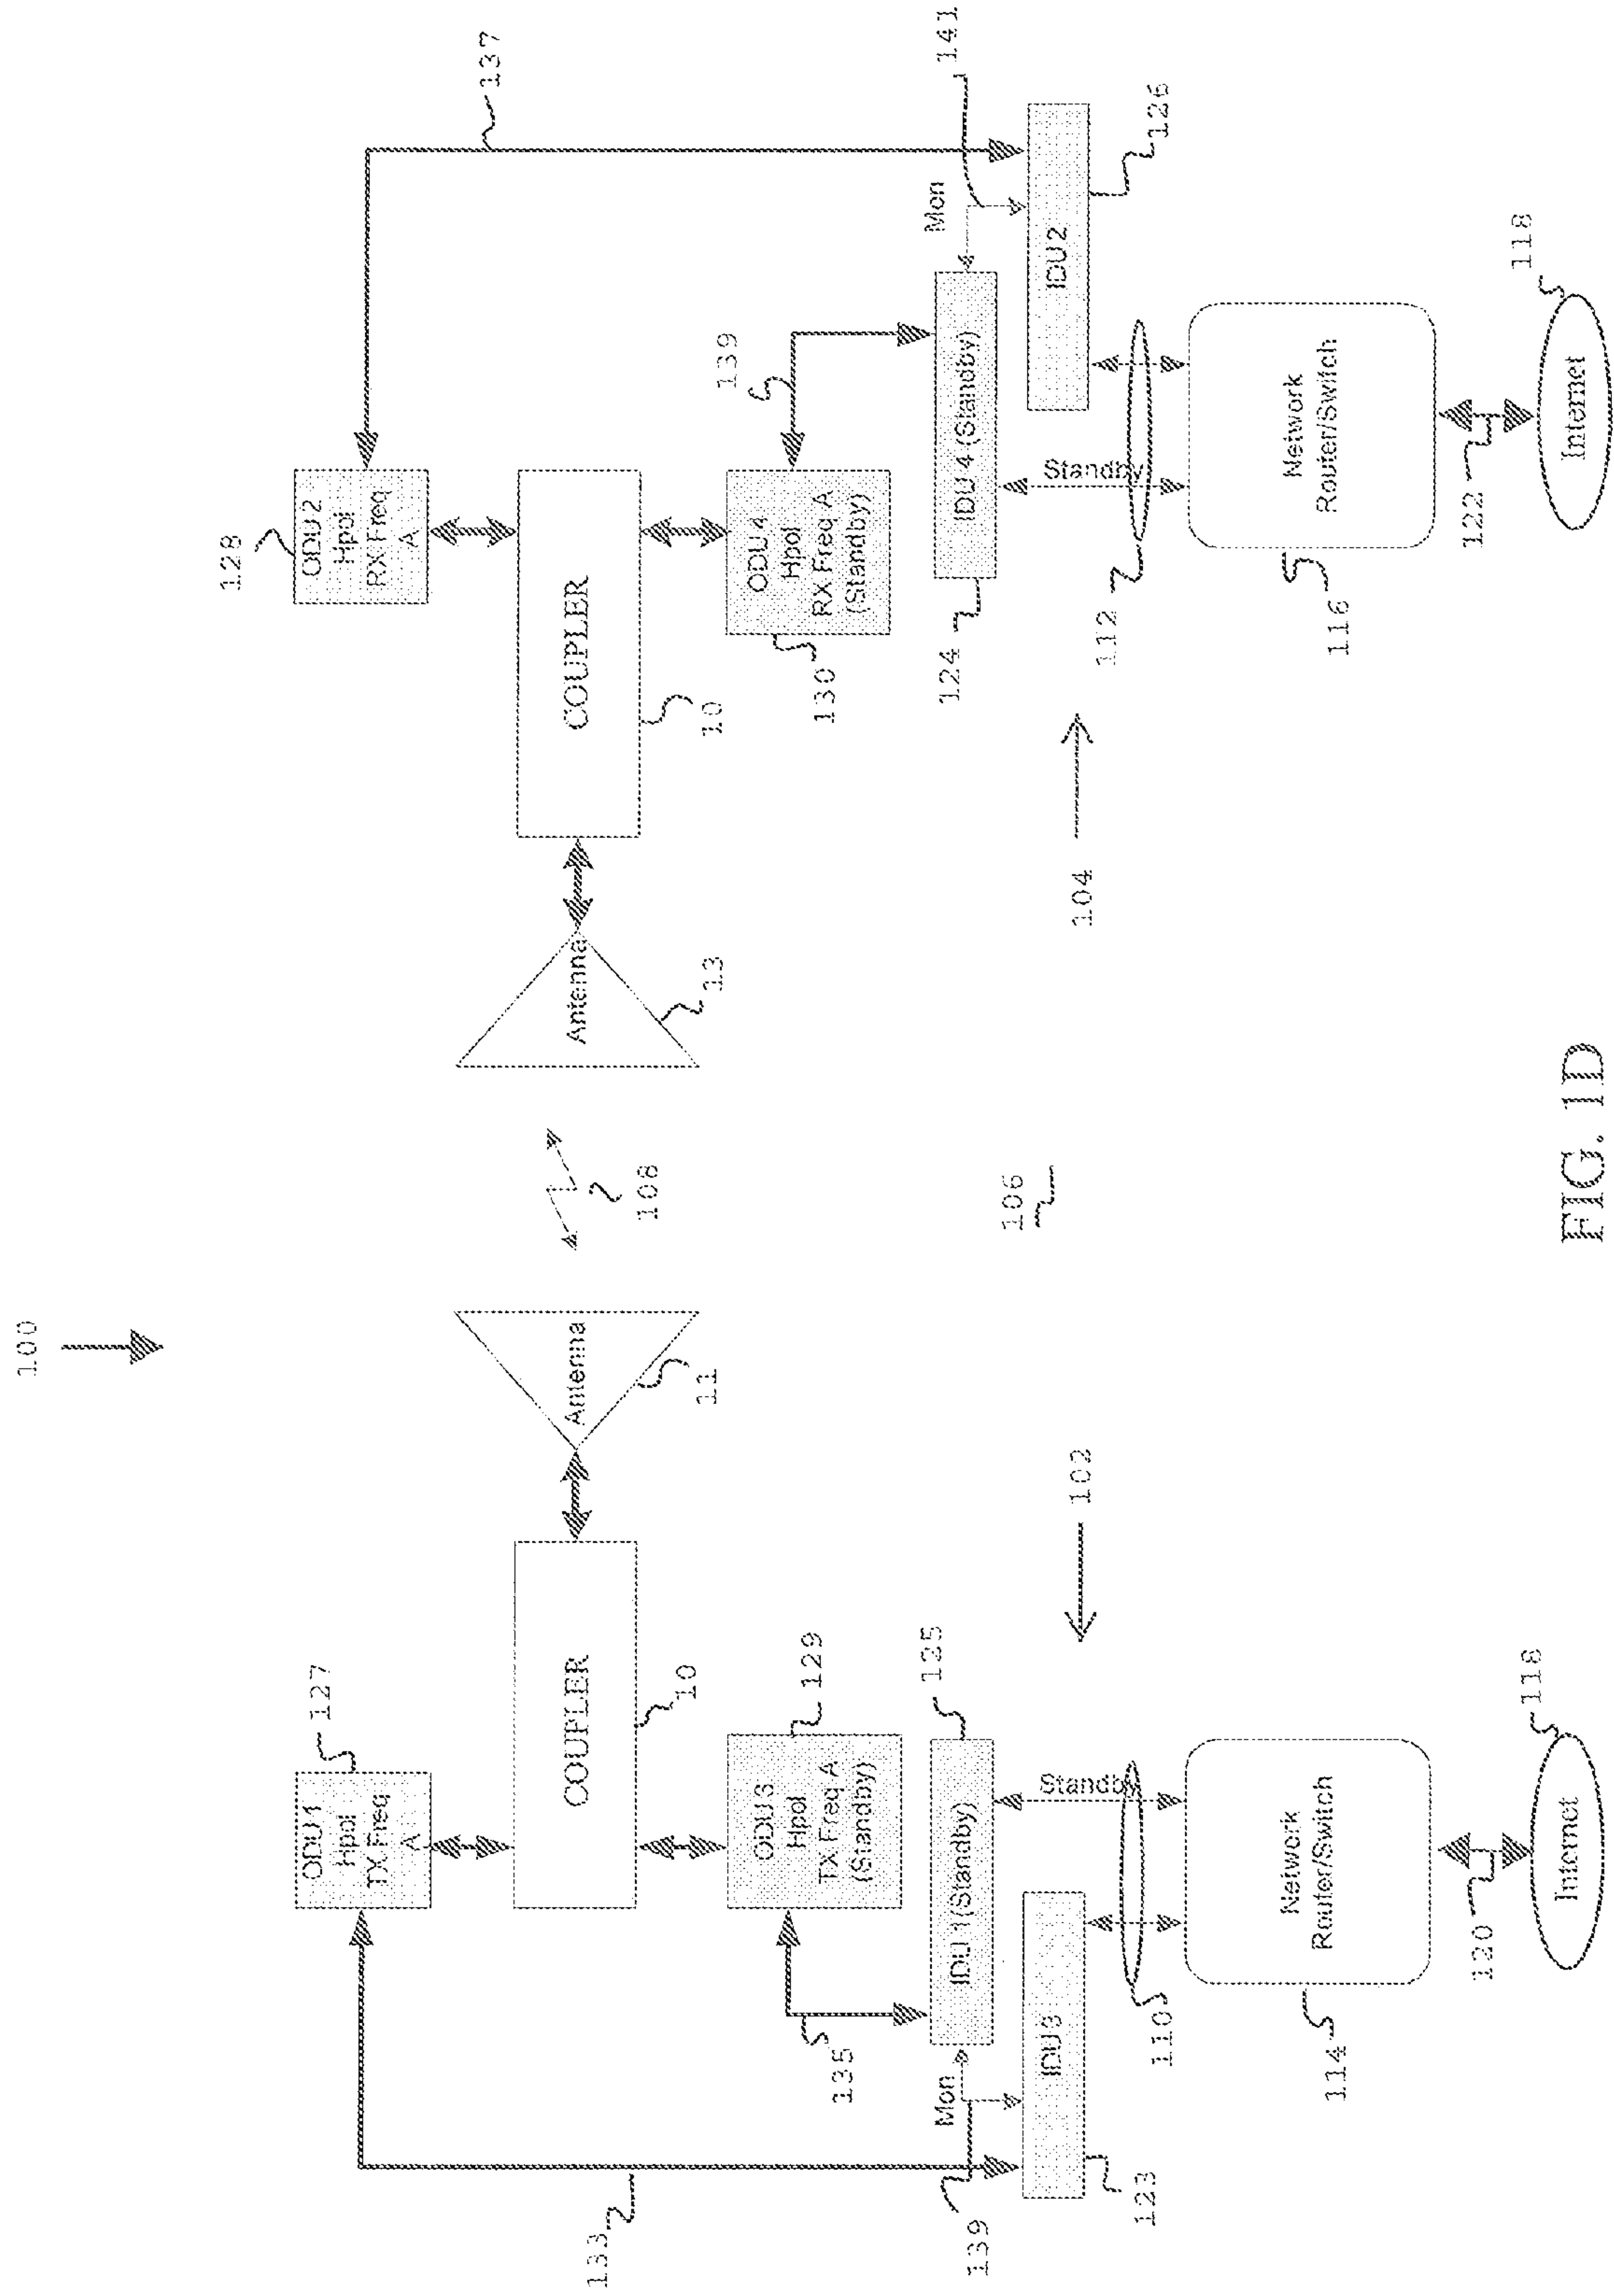 100
127
ODU 1
Hpol
TX Freq
A
COUPLER
10
Antenna
11
129
ODU 3
Hpol
TX Freq A
(Standby)
133
135
125
IDU 1(Standby)
Mon
139
IDU3
123
Standby
110
102
Network
Router/Switch
114
120
Internet
118
108
106
128
ODU 2
Hpol
RX Freq
A
137
COUPLER
10
Antenna
13
ODU 4
Hpol
RX Freq A
(Standby)
130
139
IDU 4 (Standby)
124
Mon
141
IDU 2
126
Standby
112
104
Network
Router/Switch
116
122
Internet
118
FIG. 1D